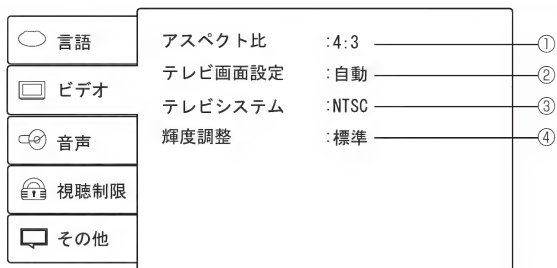 言語
ビデオ
音声
視聴制限
その他
アスペクト比 :4:3 ①
テレビ画面設定 :自動 ②
テレビシステム :NTSC ③
輝度調整 :標準 ④